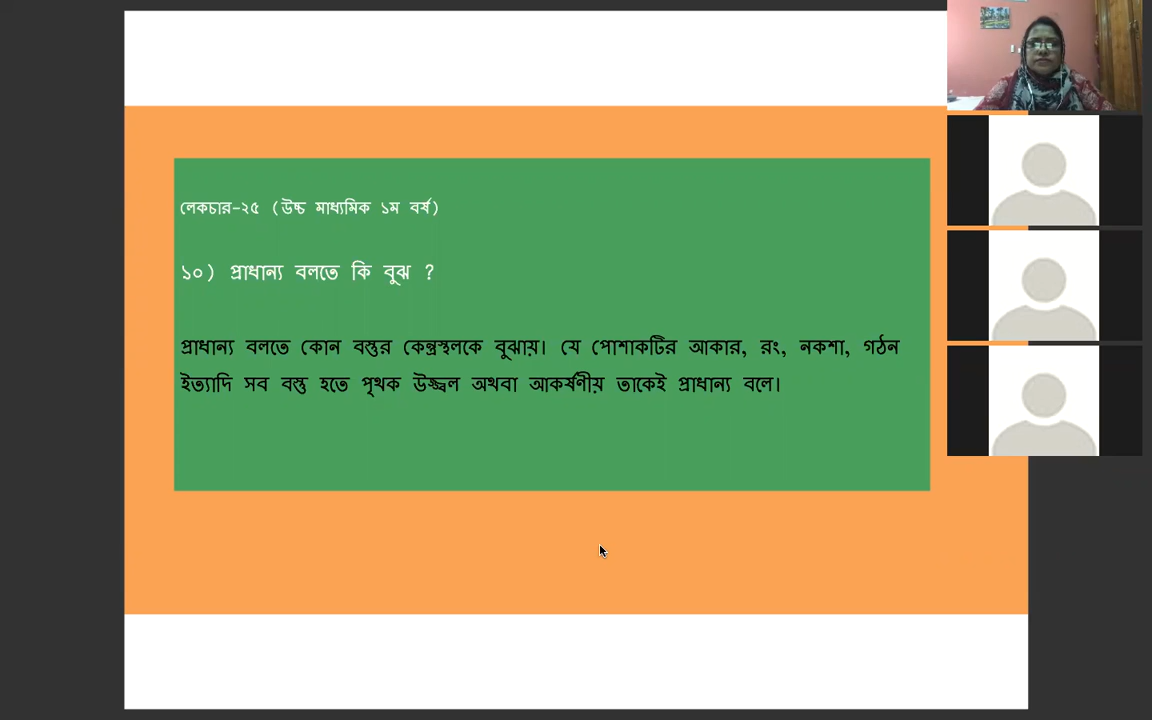 লেকচার-২৫ (উচ্চ মাধ্যমিক ১ম বর্ষ)
১০) প্রাধান্য বলতে কি বুঝ ?
প্রাধান্য বলতে কোন বস্তুর কেন্ত্রস্থলকে বুঝায়। যে পোশাকটির আকার, রং, নকশা, গঠন
ইত্যাদি সব বস্তু হতে পৃথক উজ্জ্বল অথবা আকর্ষণীয় তাকেই প্রাধান্য বলে।